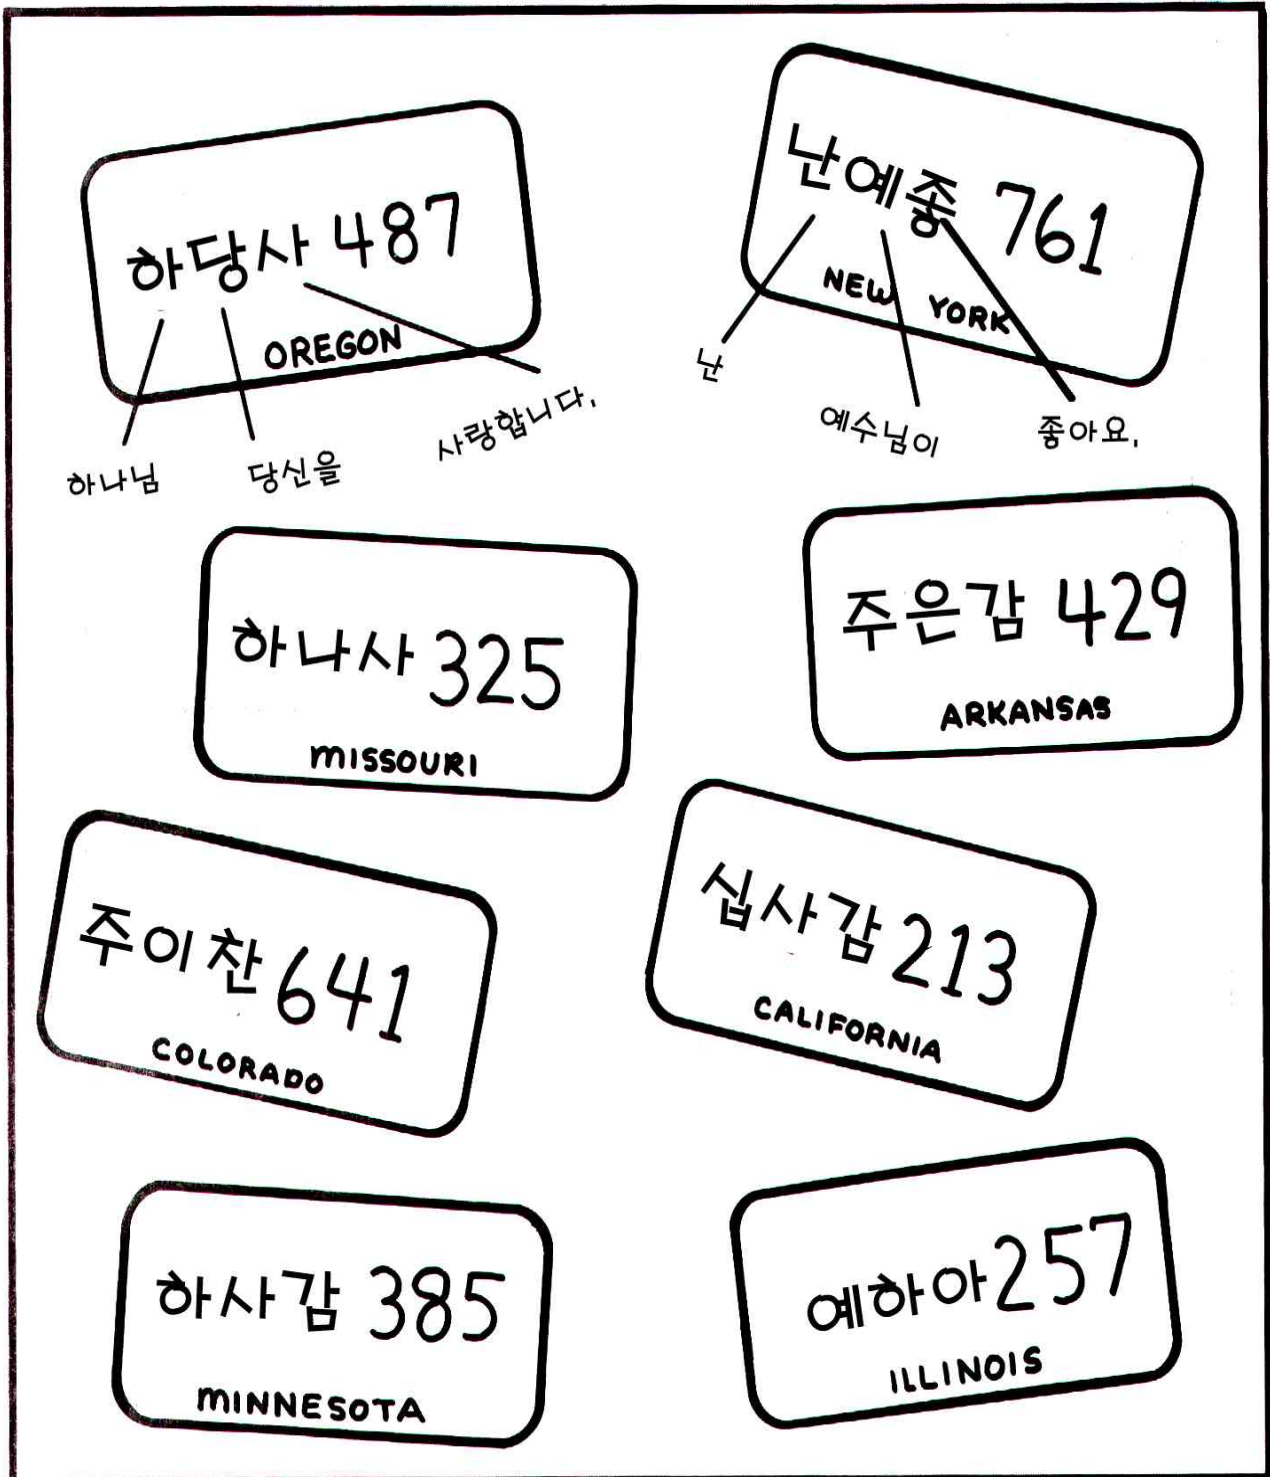 하당사 487
OREGON
하나님 당신을 사랑합니다.
난예좋 761
NEW YORK
난 예수님이 좋아요.
하나사 325
MISSOURI
주은감 429
ARKANSAS
주이찬 641
COLORADO
십사감 213
CALIFORNIA
하사감 385
MINNESOTA
예하아 257
ILLINOIS